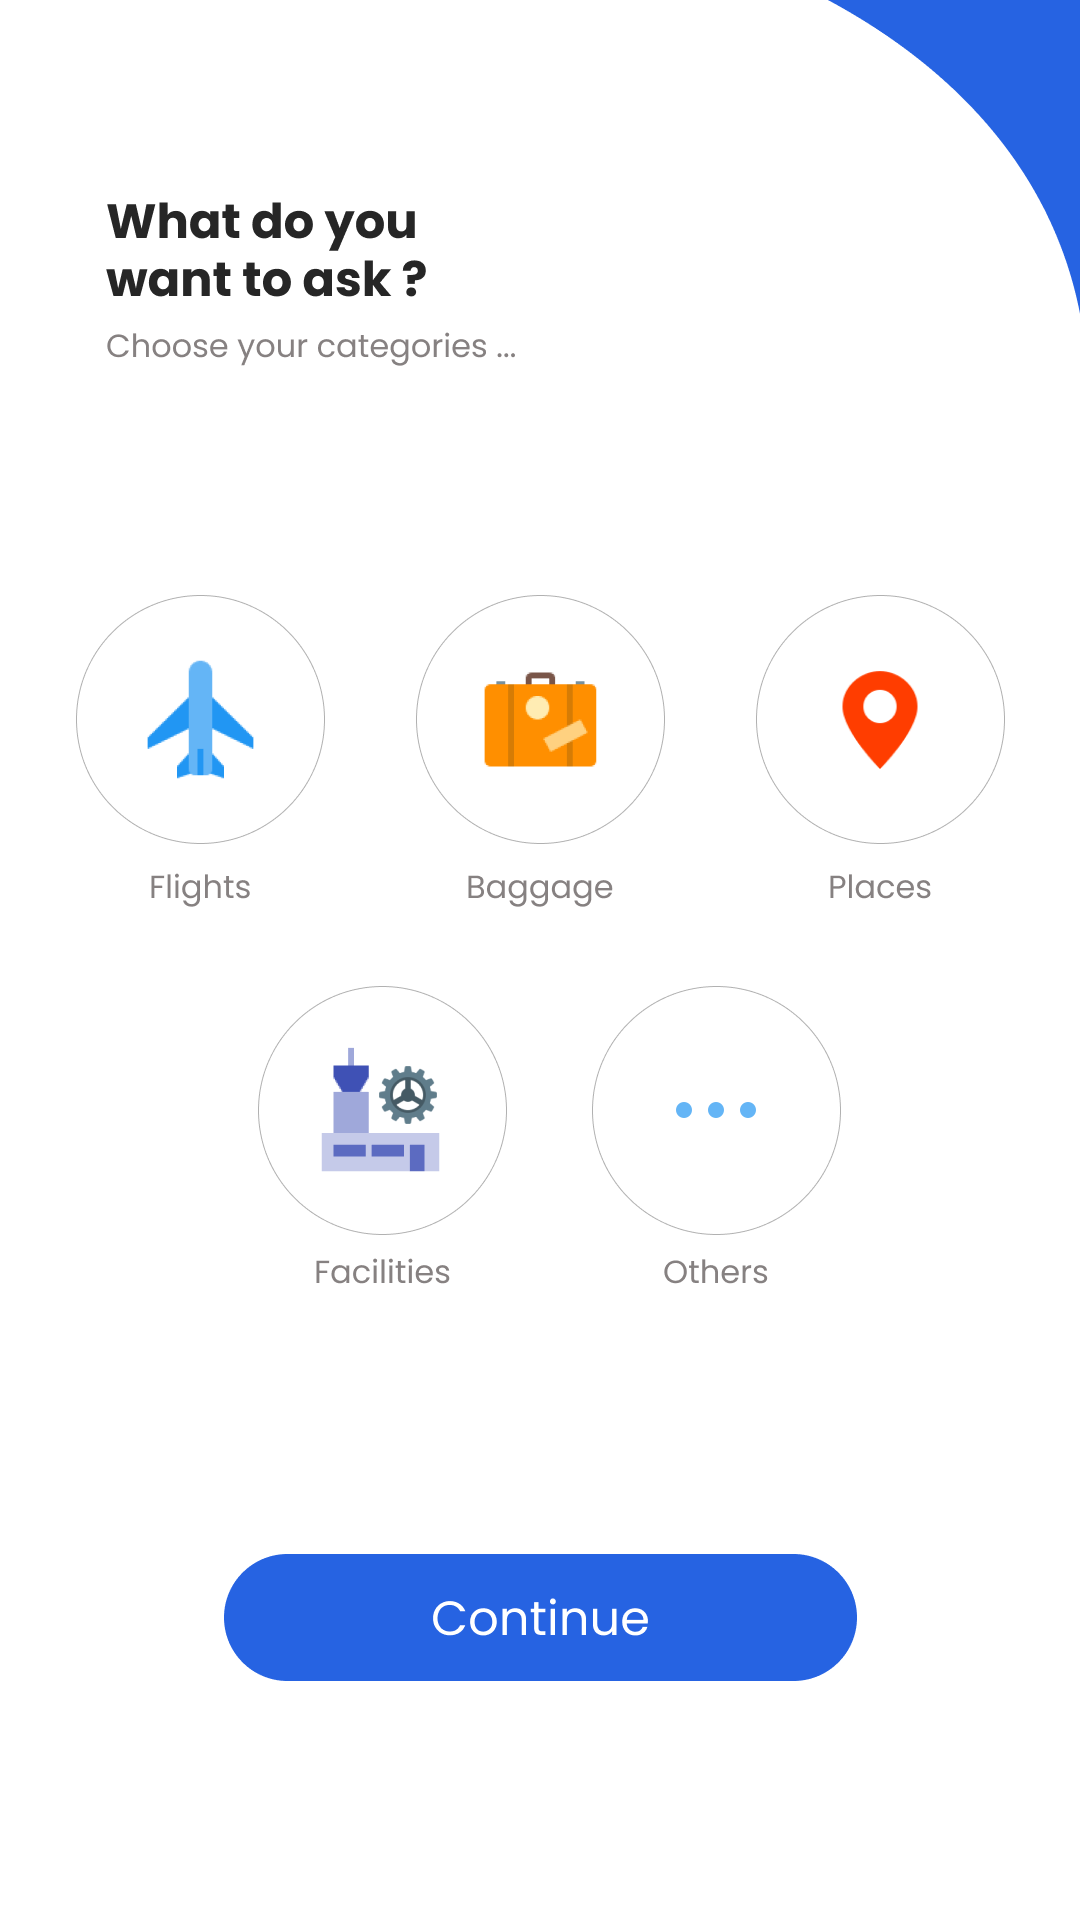 What do you
want to ask ?
Choose your categories ...
Flights
Baggage
Places
Facilities
Others
Continue